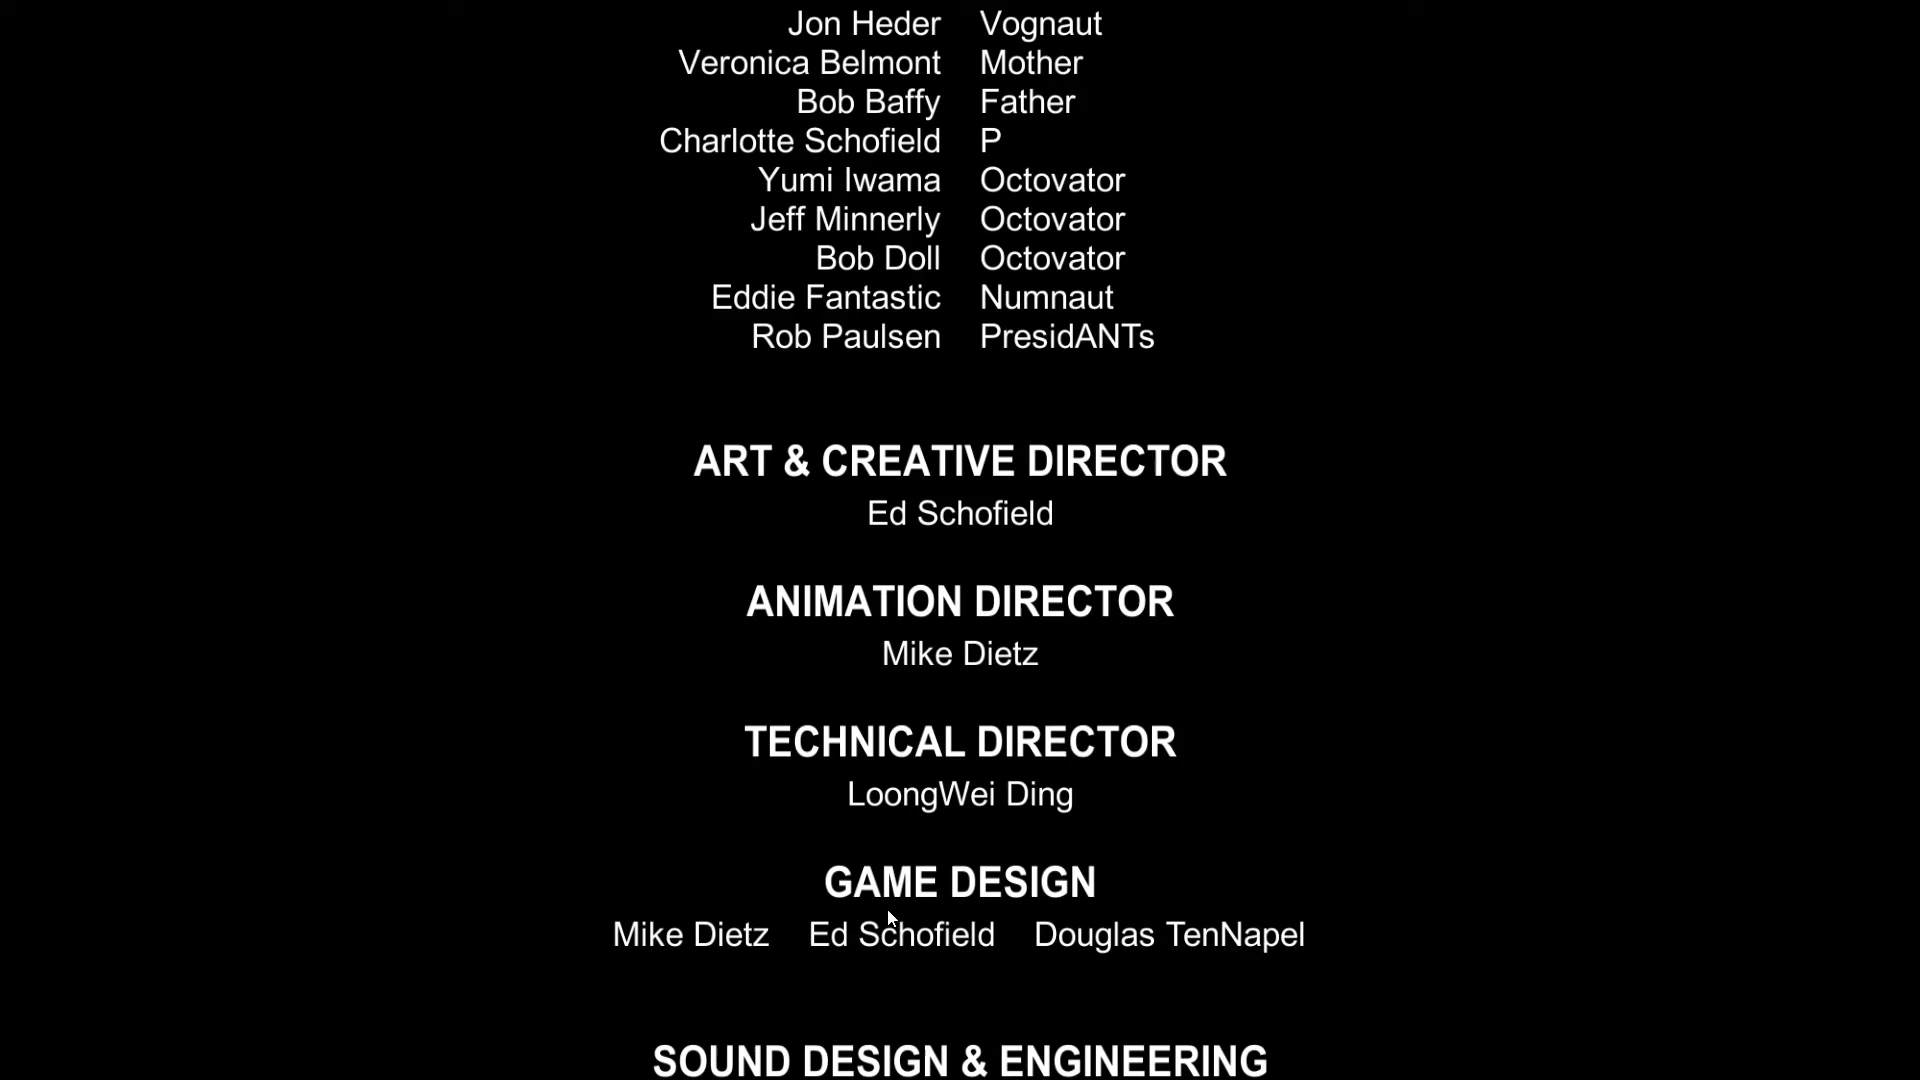 Jon Heder Vognaut
Veronica Belmont Mother
Bob Baffy Father
Charlotte Schofield P
Yumi Iwama Octovator
Jeff Minnerly Octovator
Bob Doll Octovator
Eddie Fantastic Numnaut
Rob Paulsen PresidANTs
ART & CREATIVE DIRECTOR
Ed Schofield
ANIMATION DIRECTOR
Mike Dietz
TECHNICAL DIRECTOR
LoongWei Ding
GAME DESIGN
Mike Dietz Ed Schofield Douglas TenNapel
SOUND DESIGN & ENGINEERING